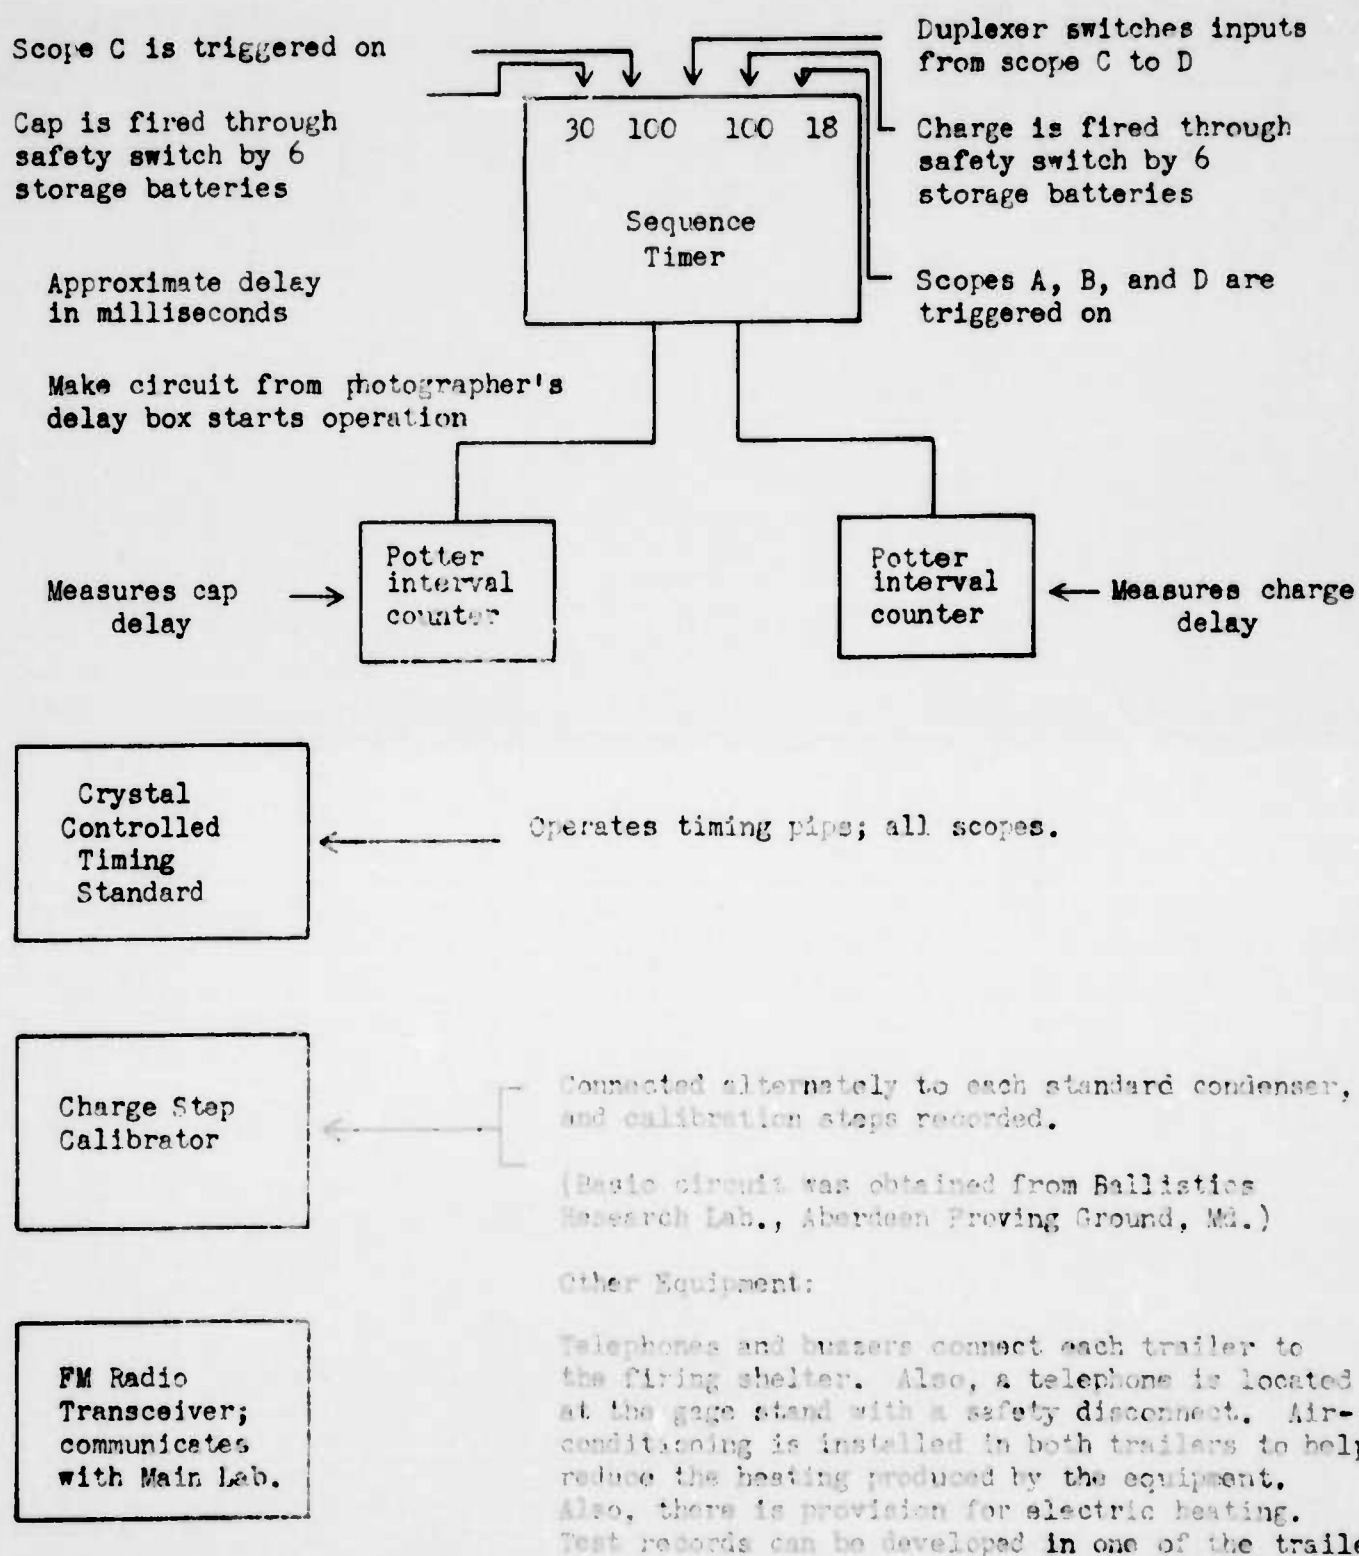 Scope C is triggered on
Cap is fired through
safety switch by 6
storage batteries
Duplexer switches inputs
from scope C to D
Charge is fired through
safety switch by 6
storage batteries
Scopes A, B, and D are
triggered on
30 100 100 18
Sequence
Timer
Approximate delay
in milliseconds
Make circuit from photographer's
delay box starts operation
Measures cap
delay
Potter
interval
counter
Potter
interval
counter
Measures charge
delay
Crystal
Controlled
Timing
Standard
Operates timing pips; all scopes.
Charge Step
Calibrator
Connected alternately to each standard condenser,
and calibration steps recorded.
(Basic circuit was obtained from Ballistics
Research Lab., Aberdeen Proving Ground, Md.)
Other Equipment:
FM Radio
Transceiver;
communicates
with Main Lab.
Telephones and buzzers connect each trailer to
the firing shelter. Also, a telephone is located
at the gage stand with a safety disconnect. Air-
conditioning is installed in both trailers to help
reduce the heating produced by the equipment.
Also, there is provision for electric heating.
Test records can be developed in one of the traile